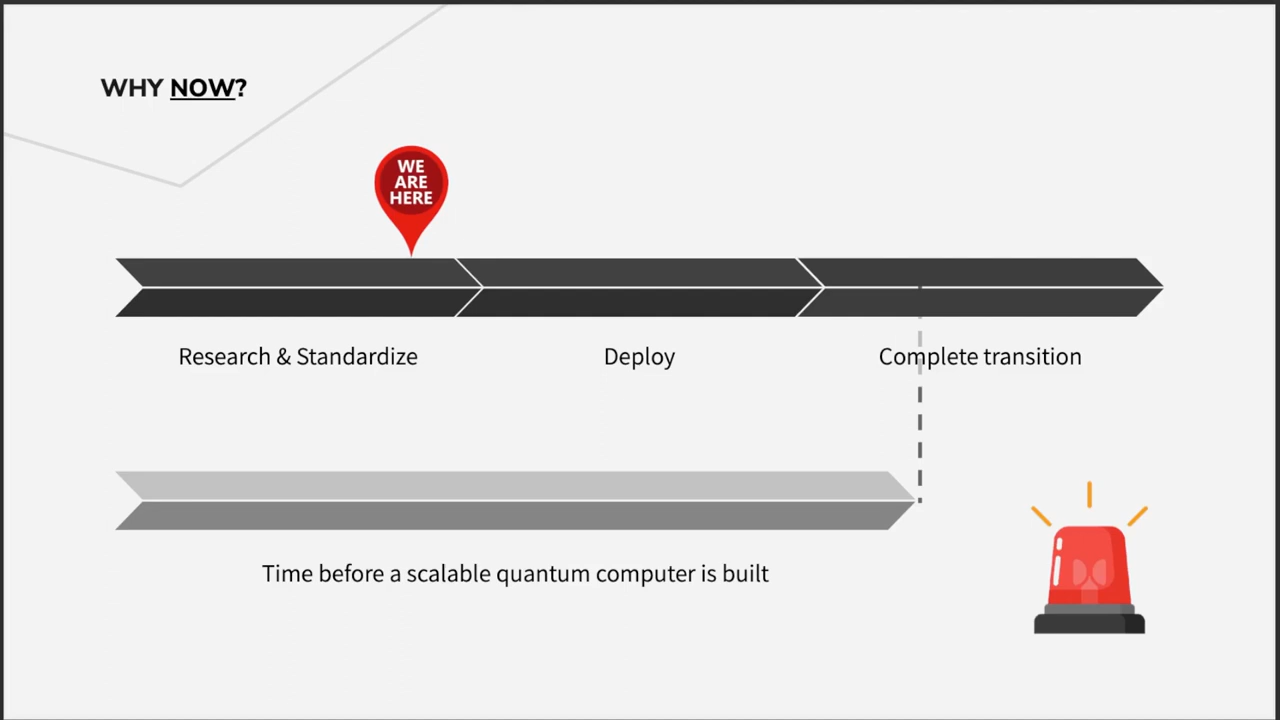 WHY NOW?
WE
ARE
HERE
Research & Standardize
Deploy
Complete transition
Time before a scalable quantum computer is built